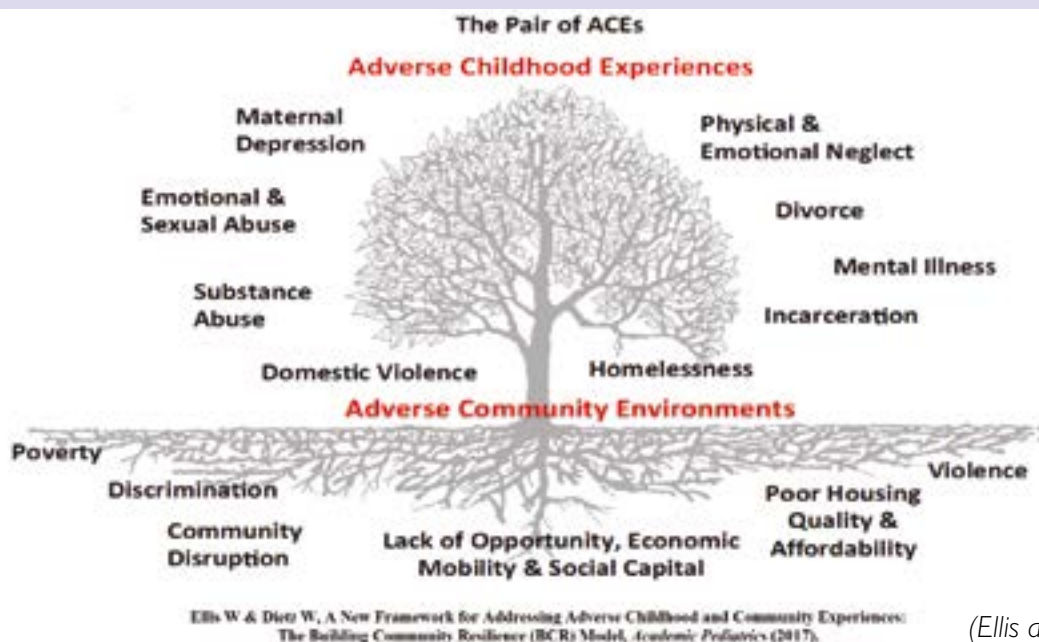 The Pair of ACEs
Adverse Childhood Experiences
Maternal
Depression
Physical &
Emotional Neglect
Emotional &
Sexual Abuse
Divorce
Mental Illness
Substance
Abuse
Incarceration
Domestic Violence
Homelessness
Adverse Community Environments
Poverty
Violence
Discrimination
Poor Housing
Quality &
Affordability
Community
Disruption
Lack of Opportunity, Economic
Mobility & Social Capital
Ellis W & Dietz W, A New Framework for Addressing Adverse Childhood and Community Experiences:
The Building Community Resilience (BCR) Model, Academic Pediatrics (2017).
(Ellis